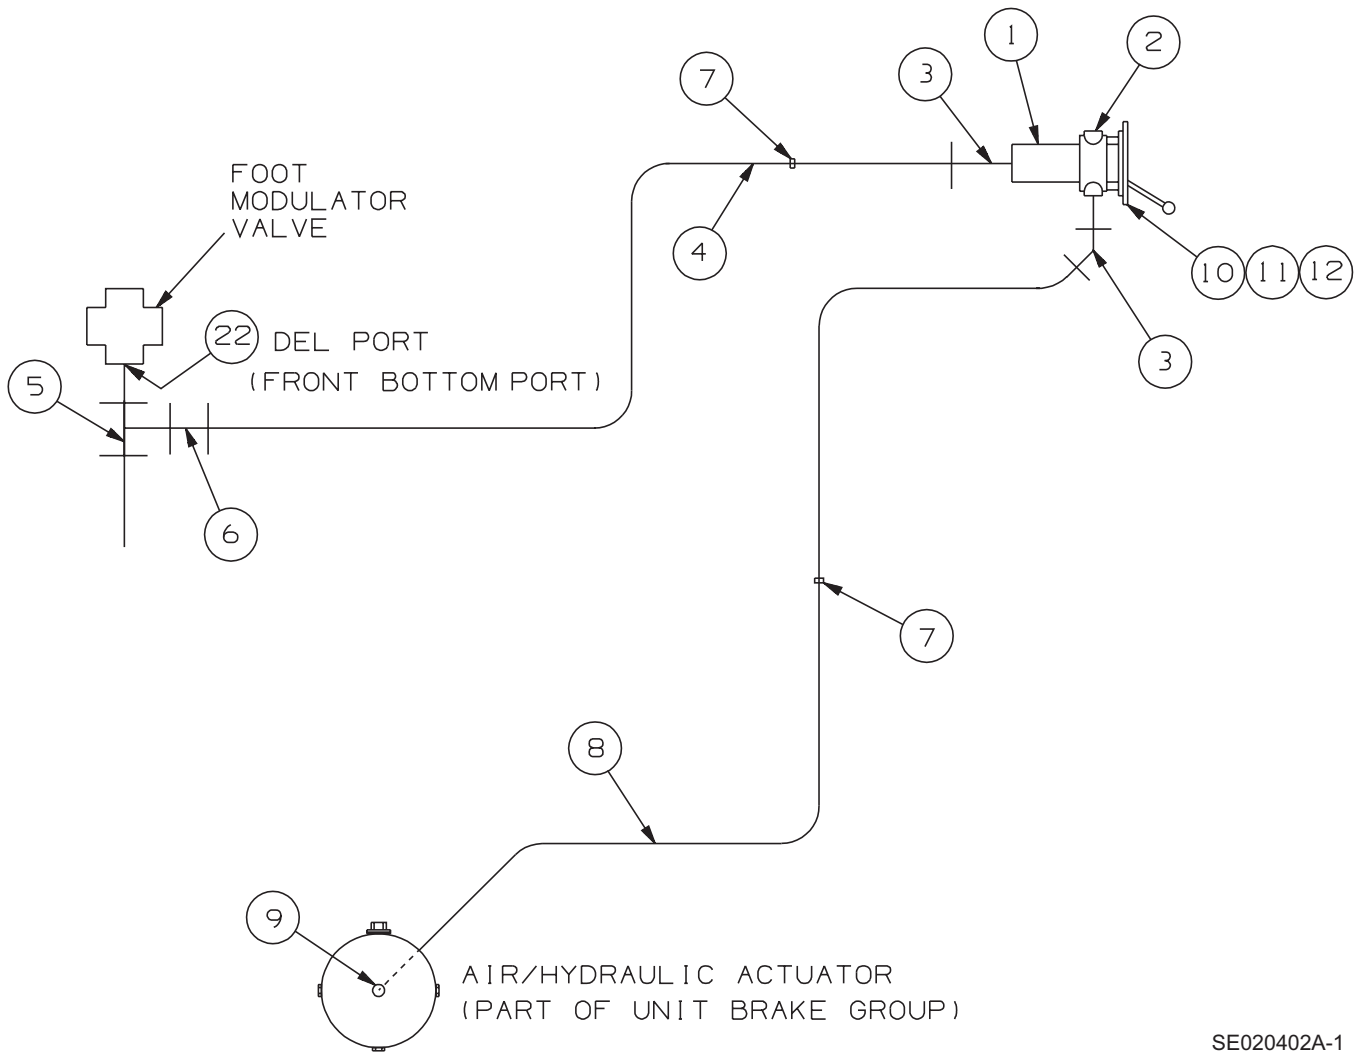 1
2
7
3
FOOT
MODULATOR
VALVE
4
10 11 12
22 DEL PORT
(FRONT BOTTOM PORT)
3
5
6
7
8
9
AIR/HYDRAULIC ACTUATOR
(PART OF UNIT BRAKE GROUP)
SE020402A-1